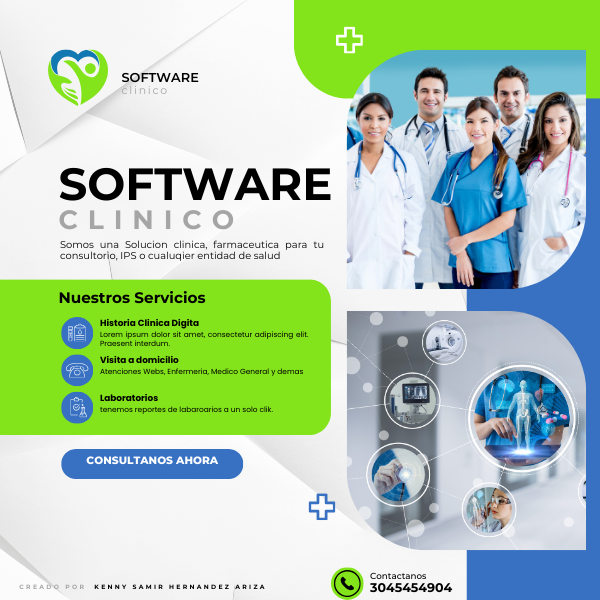 SOFTWARE
clinico
SOFTWARE
CLINICO
Somos una Solucion clinica, farmaceutica para tu
consultorio, IPS o cualuqier entidad de salud
Nuestros Servicios
Historia Clinica Digita
Lorem ipsum dolor sit amet, consectetur adipiscing elit.
Praesent interdum.
Visita a domicilio
Atenciones Webs, Enfermeria, Medico General y demas
Laboratorios
tenemos reportes de labaroarios a un solo clik.
CONSULTANOS AHORA
Contactanos
3045454904
CREADO POR KENNY SAMIR HERNANDEZ ARIZA